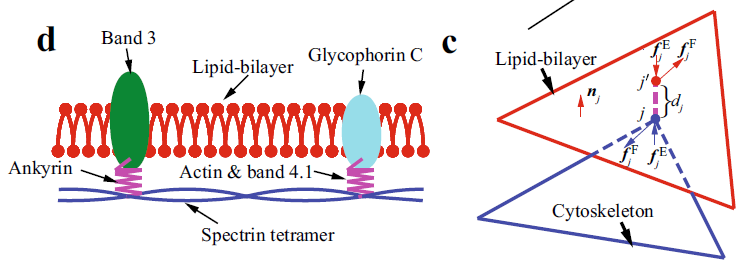 d
Band 3
Lipid-bilayer
Glycophorin C
Ankyrin
Actin & band 4.1
Spectrin tetramer
c
Lipid-bilayer
f_j^E f_j^F
j'
n_j
d_j
j
f_j^F f_j^E
Cytoskeleton